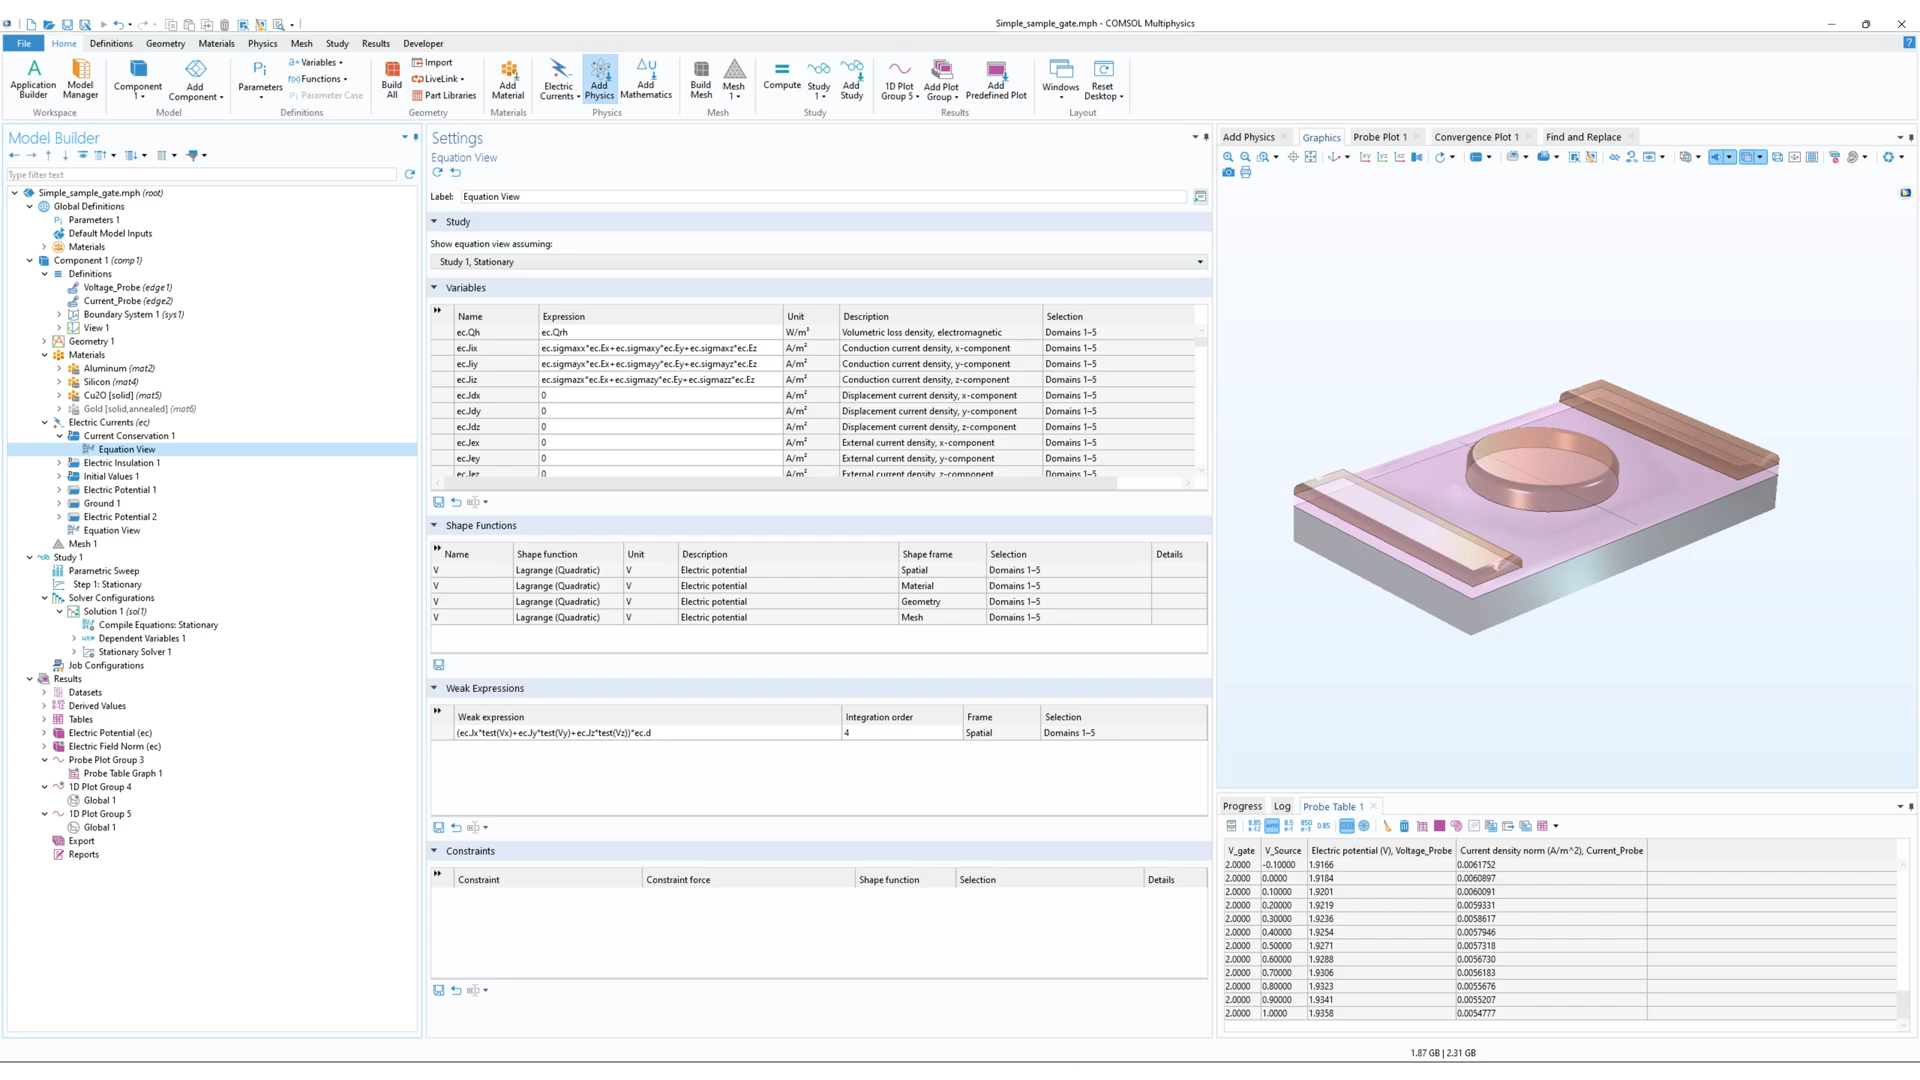 Simple_sample_gate.mph - COMSOL Multiphysics
File Home Definitions Geometry Materials Physics Mesh Study Results Developer
Application Builder
Model Manager
Workspace
Component 1
Add Component
Model
Pi
Parameters
a= Variables
f(x) Functions
Pi Parameter Case
Definitions
Build All
Import
LiveLink
Part Libraries
Geometry
Add Material
Materials
Electric Currents
Add Physics
ΔU
Add Mathematics
Physics
Build Mesh
Mesh 1
Mesh
Compute
Study 1
Add Study
Study
1D Plot Group 5
Add Plot Group
Add Predefined Plot
Results
Windows
Reset Desktop
Layout
Model Builder
Type filter text
Simple_sample_gate.mph (root)
Global Definitions
Pi Parameters 1
Default Model Inputs
Materials
Component 1 (comp1)
Definitions
Voltage_Probe (edge1)
Current_Probe (edge2)
Boundary System 1 (sys1)
View 1
Geometry 1
Materials
Aluminum (mat2)
Silicon (mat4)
Cu2O [solid] (mat5)
Gold [solid,annealed] (mat6)
Electric Currents (ec)
Current Conservation 1
Equation View
Electric Insulation 1
Initial Values 1
Electric Potential 1
Ground 1
Electric Potential 2
Equation View
Mesh 1
Study 1
Parametric Sweep
Step 1: Stationary
Solver Configurations
Solution 1 (sol1)
Compile Equations: Stationary
Dependent Variables 1
Stationary Solver 1
Job Configurations
Results
Datasets
Derived Values
Tables
Electric Potential (ec)
Electric Field Norm (ec)
Probe Plot Group 3
Probe Table Graph 1
1D Plot Group 4
Global 1
1D Plot Group 5
Global 1
Export
Reports
Settings
Equation View
Label: Equation View
Study
Show equation view assuming:
Study 1, Stationary
Variables
Name Expression Unit Description Selection
ec.Qh ec.Qrh W/m³ Volumetric loss density, electromagnetic Domains 1–5
ec.Jix ec.sigmaxx*ec.Ex+ec.sigmaxy*ec.Ey+ec.sigmaxz*ec.Ez A/m² Conduction current density, x-component Domains 1–5
ec.Jiy ec.sigmayx*ec.Ex+ec.sigmayy*ec.Ey+ec.sigmayz*ec.Ez A/m² Conduction current density, y-component Domains 1–5
ec.Jiz ec.sigmazx*ec.Ex+ec.sigmazy*ec.Ey+ec.sigmazz*ec.Ez A/m² Conduction current density, z-component Domains 1–5
ec.Jdx 0 A/m² Displacement current density, x-component Domains 1–5
ec.Jdy 0 A/m² Displacement current density, y-component Domains 1–5
ec.Jdz 0 A/m² Displacement current density, z-component Domains 1–5
ec.Jex 0 A/m² External current density, x-component Domains 1–5
ec.Jey 0 A/m² External current density, y-component Domains 1–5
ec.Jez 0 A/m² External current density, z-component Domains 1–5
Shape Functions
Name Shape function Unit Description Shape frame Selection Details
V Lagrange (Quadratic) V Electric potential Spatial Domains 1–5
V Lagrange (Quadratic) V Electric potential Material Domains 1–5
V Lagrange (Quadratic) V Electric potential Geometry Domains 1–5
V Lagrange (Quadratic) V Electric potential Mesh Domains 1–5
Weak Expressions
Weak expression Integration order Frame Selection
(ec.Jx*test(Vx)+ec.Jy*test(Vy)+ec.Jz*test(Vz))*ec.d 4 Spatial Domains 1–5
Constraints
Constraint Constraint force Shape function Selection Details
Add Physics Graphics Probe Plot 1 Convergence Plot 1 Find and Replace
Progress Log Probe Table 1
8.85 e-12 AUTO 8.5 e-1 850 e-3 0.85
V_gate V_Source Electric potential (V), Voltage_Probe Current density norm (A/m^2), Current_Probe
2.0000 -0.10000 1.9166 0.0061752
2.0000 0.0000 1.9184 0.0060897
2.0000 0.10000 1.9201 0.0060091
2.0000 0.20000 1.9219 0.0059331
2.0000 0.30000 1.9236 0.0058617
2.0000 0.40000 1.9254 0.0057946
2.0000 0.50000 1.9271 0.0057318
2.0000 0.60000 1.9288 0.0056730
2.0000 0.70000 1.9306 0.0056183
2.0000 0.80000 1.9323 0.0055676
2.0000 0.90000 1.9341 0.0055207
2.0000 1.0000 1.9358 0.0054777
1.87 GB | 2.31 GB